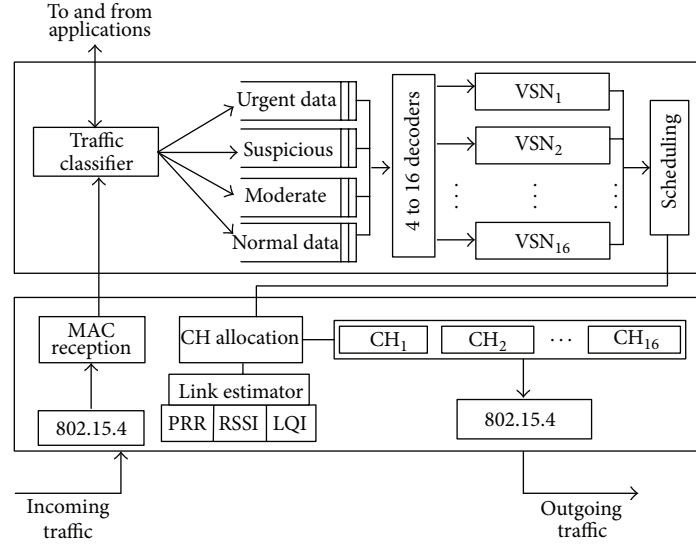 To and from
applications
Traffic
classifier
Urgent data
Suspicious
Moderate
Normal data
4 to 16 decoders
VSN₁
VSN₂
⋮ ⋮ ⋮
VSN₁₆
Scheduling
MAC
reception
802.15.4
CH allocation
Link estimator
PRR RSSI LQI
CH₁ CH₂ ⋯ CH₁₆
802.15.4
Incoming
traffic
Outgoing
traffic